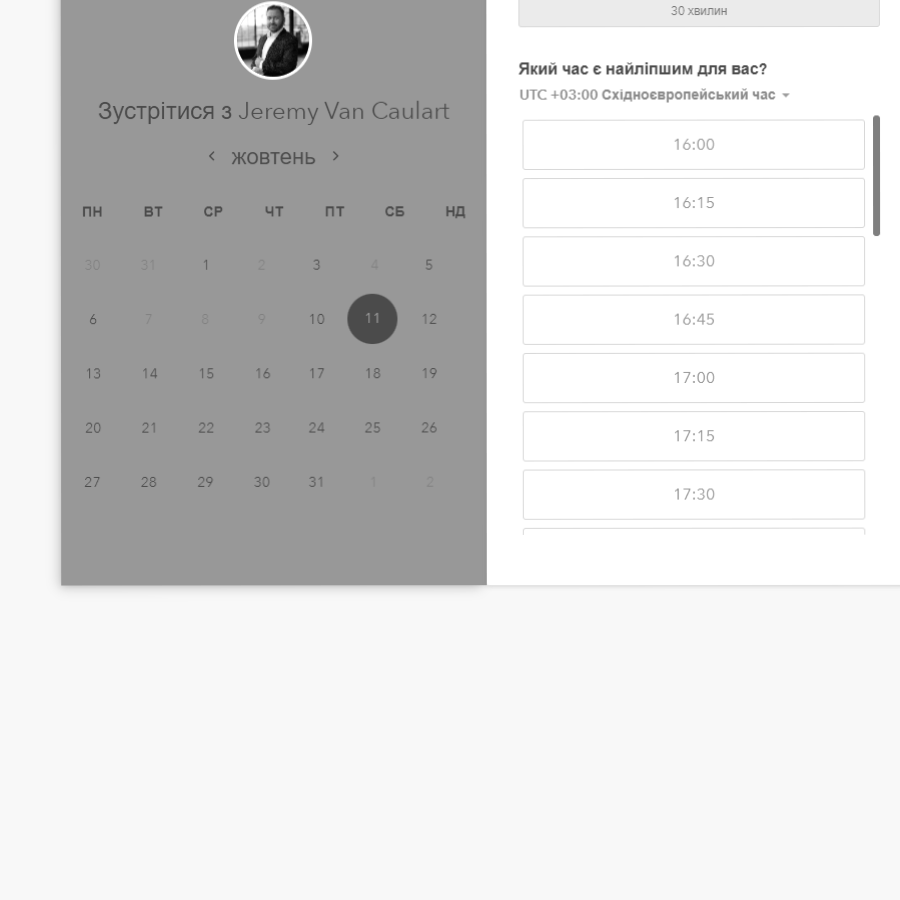 Зустрітися з Jeremy Van Caulart
жовтень
ПН ВТ СР ЧТ ПТ СБ НД
30 31 1 2 3 4 5
6 7 8 9 10 11 12
13 14 15 16 17 18 19
20 21 22 23 24 25 26
27 28 29 30 31 1 2
30 хвилин
Який час є найліпшим для вас?
UTC +03:00 Східноєвропейський час
16:00
16:15
16:30
16:45
17:00
17:15
17:30